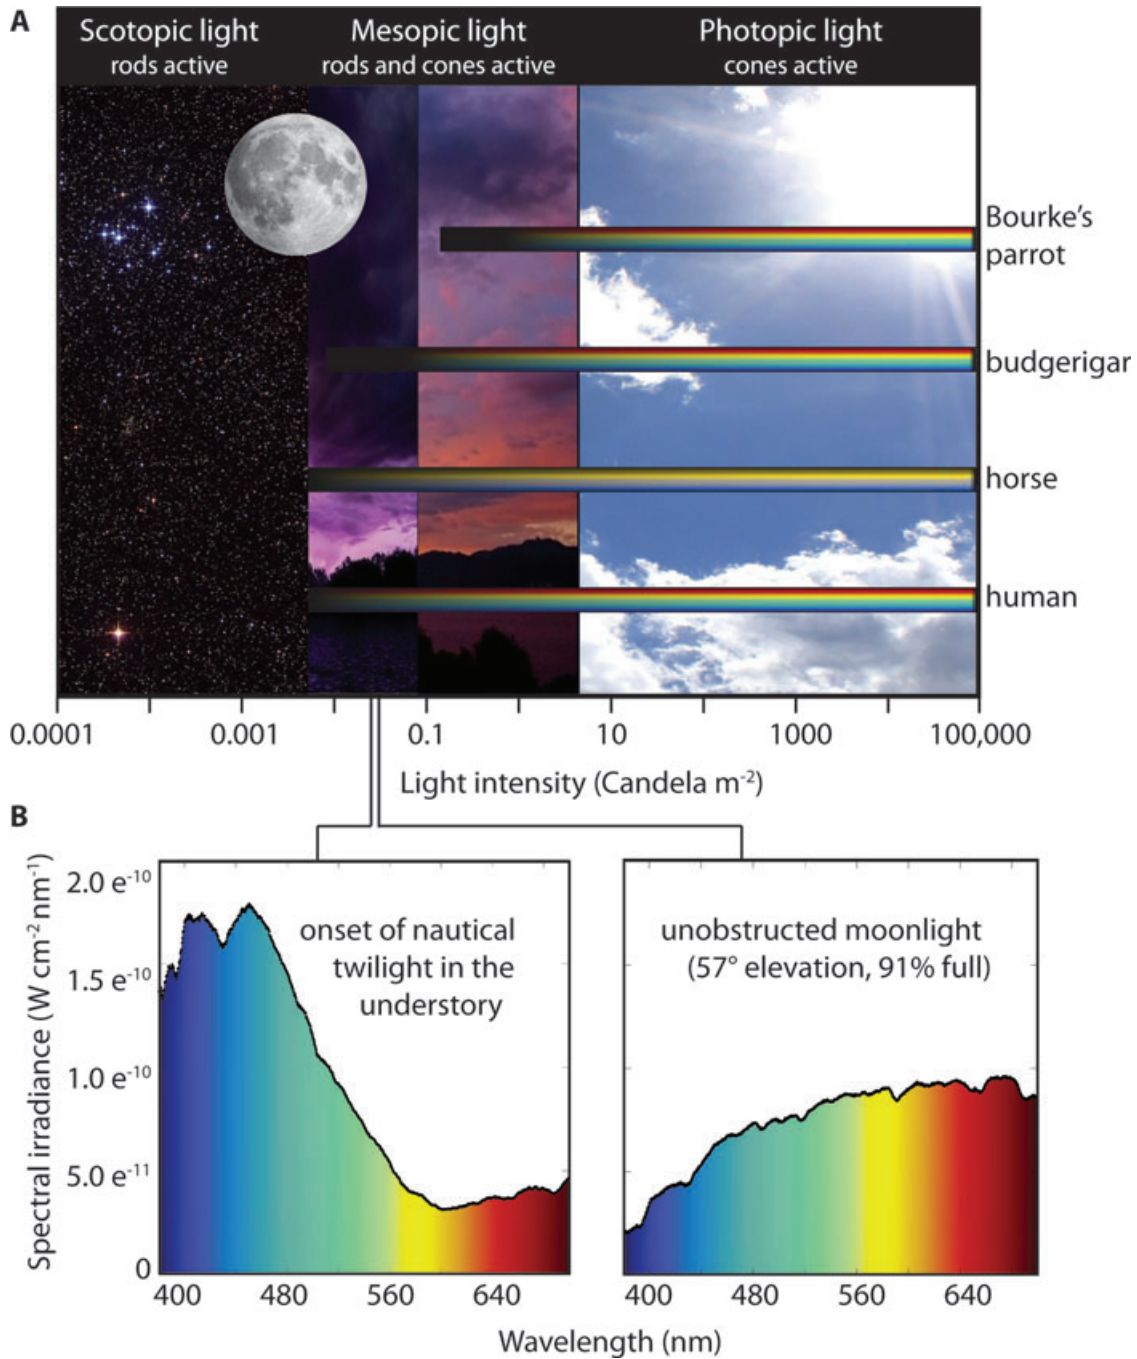 A
Scotopic light
rods active
Mesopic light
rods and cones active
Photopic light
cones active
Bourke's
parrot
budgerigar
horse
human
0.0001
0.001
0.1
10
1000
100,000
Light intensity (Candela m⁻²)
B
Spectral irradiance (W cm⁻² nm⁻¹)
2.0 e⁻¹⁰
1.5 e⁻¹⁰
1.0 e⁻¹⁰
5.0 e⁻¹¹
0
onset of nautical
twilight in the
understory
400
480
560
640
unobstructed moonlight
(57° elevation, 91% full)
400
480
560
640
Wavelength (nm)